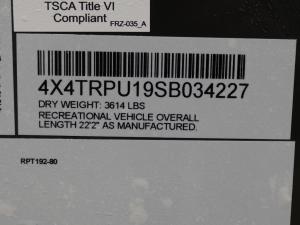 TSCA Title VI
Compliant FRZ-035_A
4X4TRPU19SB034227
DRY WEIGHT: 3614 LBS
RECREATIONAL VEHICLE OVERALL
LENGTH 22'2" AS MANUFACTURED.
RPT192-80